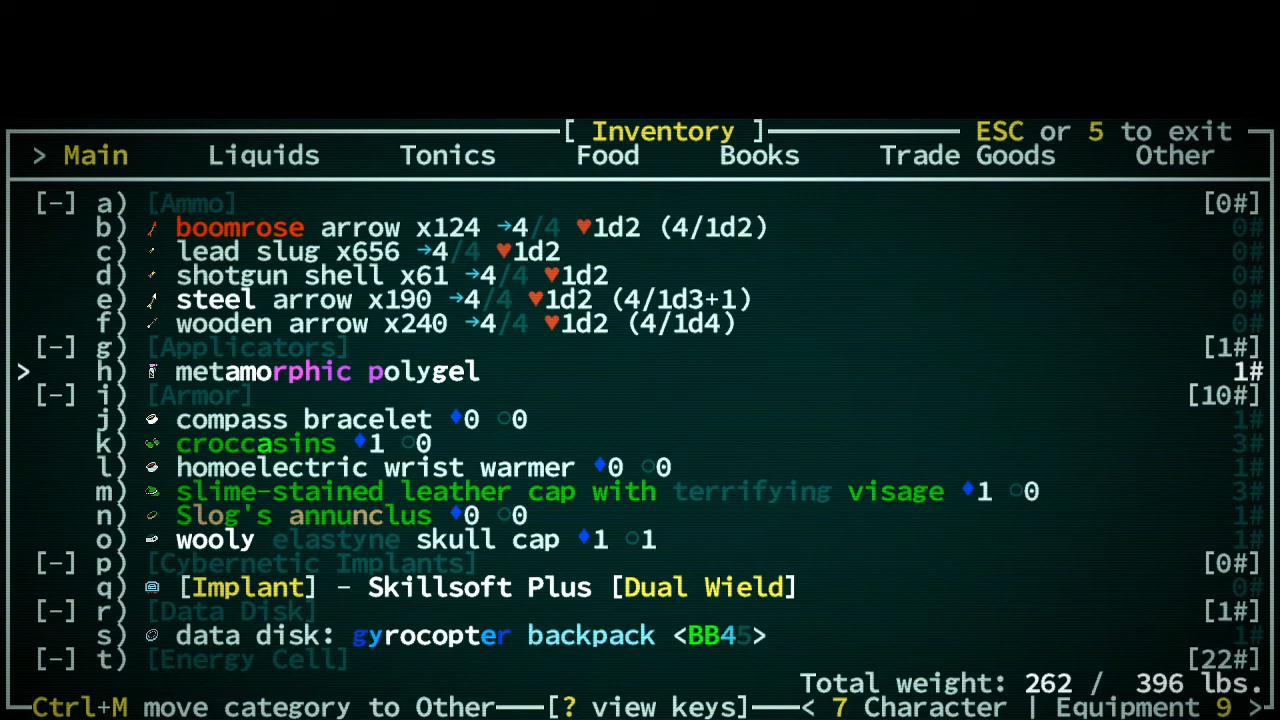 [ Inventory ] ESC or 5 to exit
> Main Liquids Tonics Food Books Trade Goods Other
[-] a) [Ammo] [0#]
b) boomrose arrow x124 →4/4 ♥1d2 (4/1d2) 0#
c) lead slug x656 →4/4 ♥1d2 0#
d) shotgun shell x61 →4/4 ♥1d2 0#
e) steel arrow x190 →4/4 ♥1d2 (4/1d3+1) 0#
f) wooden arrow x240 →4/4 ♥1d2 (4/1d4) 0#
[-] g) [Applicators] [1#]
> h) metamorphic polygel 1#
[-] i) [Armor] [10#]
j) compass bracelet ♦0 ○0 1#
k) croccasins ♦1 ○0 3#
l) homoelectric wrist warmer ♦0 ○0 1#
m) slime-stained leather cap with terrifying visage ♦1 ○0 3#
n) Slog's annunclus ♦0 ○0 1#
o) wooly elastyne skull cap ♦1 ○1 1#
[-] p) [Cybernetic Implants] [0#]
q) [Implant] - Skillsoft Plus [Dual Wield] 0#
[-] r) [Data Disk] [1#]
s) data disk: gyrocopter backpack <BB45> 1#
[-] t) [Energy Cell] [22#]
Total weight: 262 / 396 lbs.
Ctrl+M move category to Other [? view keys] < 7 Character | Equipment 9 >